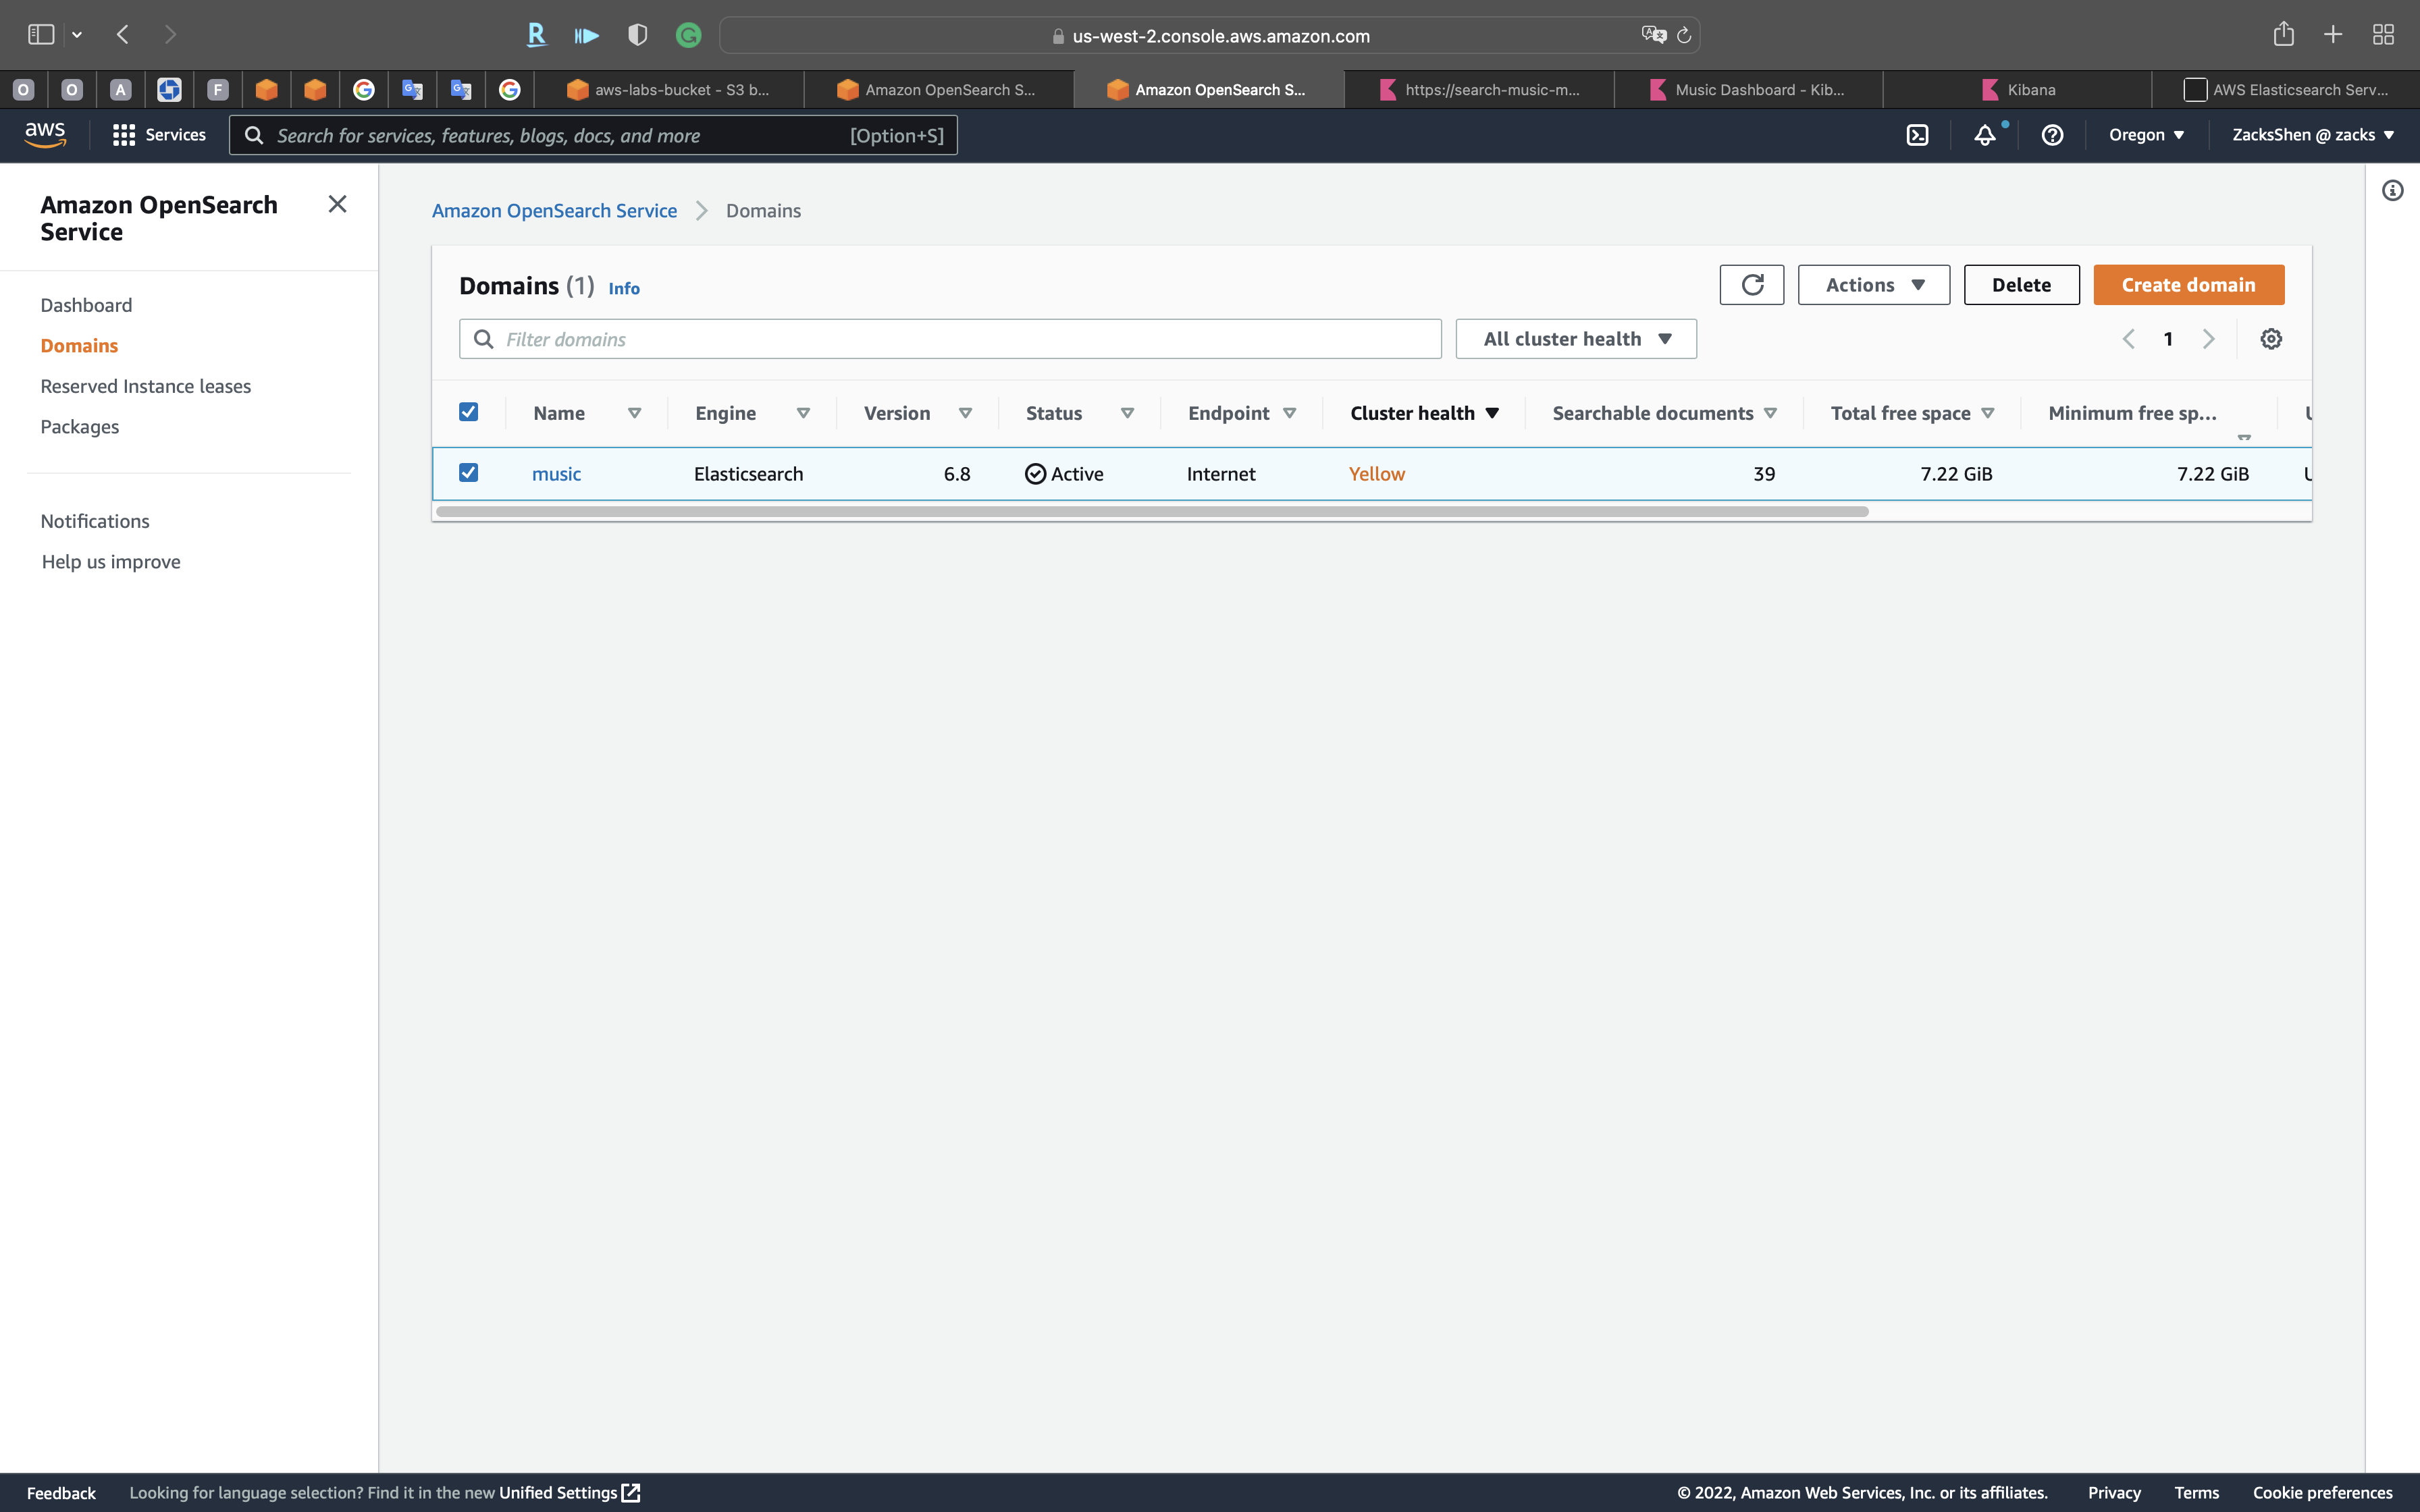 R
us-west-2.console.aws.amazon.com
O O A F aws-labs-bucket - S3 b... Amazon OpenSearch S... Amazon OpenSearch S... https://search-music-m... Music Dashboard - Kib... Kibana AWS Elasticsearch Serv...
aws Services Search for services, features, blogs, docs, and more [Option+S] Oregon ZacksShen @ zacks
Amazon OpenSearch
Service
Dashboard
Domains
Reserved Instance leases
Packages
Notifications
Help us improve
Amazon OpenSearch Service Domains
Domains (1) Info Actions Delete Create domain
Filter domains All cluster health 1
Name Engine Version Status Endpoint Cluster health Searchable documents Total free space Minimum free sp...
music Elasticsearch 6.8 Active Internet Yellow 39 7.22 GiB 7.22 GiB
Feedback Looking for language selection? Find it in the new Unified Settings © 2022, Amazon Web Services, Inc. or its affiliates. Privacy Terms Cookie preferences